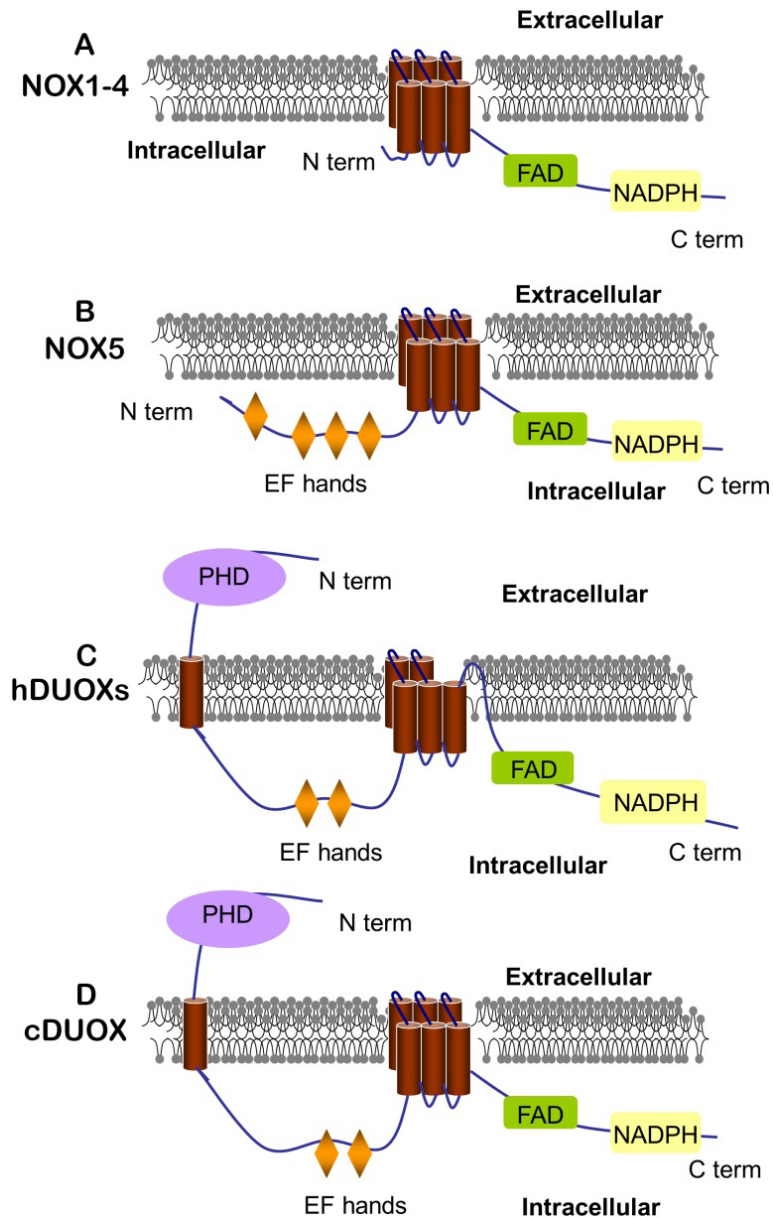 A
NOX1-4
Extracellular
Intracellular
N term
FAD
NADPH
C term
B
NOX5
Extracellular
N term
EF hands
FAD
NADPH
Intracellular
C term
C
hDUOXs
PHD
N term
Extracellular
EF hands
FAD
NADPH
Intracellular
C term
D
cDUOX
PHD
N term
Extracellular
EF hands
FAD
NADPH
C term
Intracellular